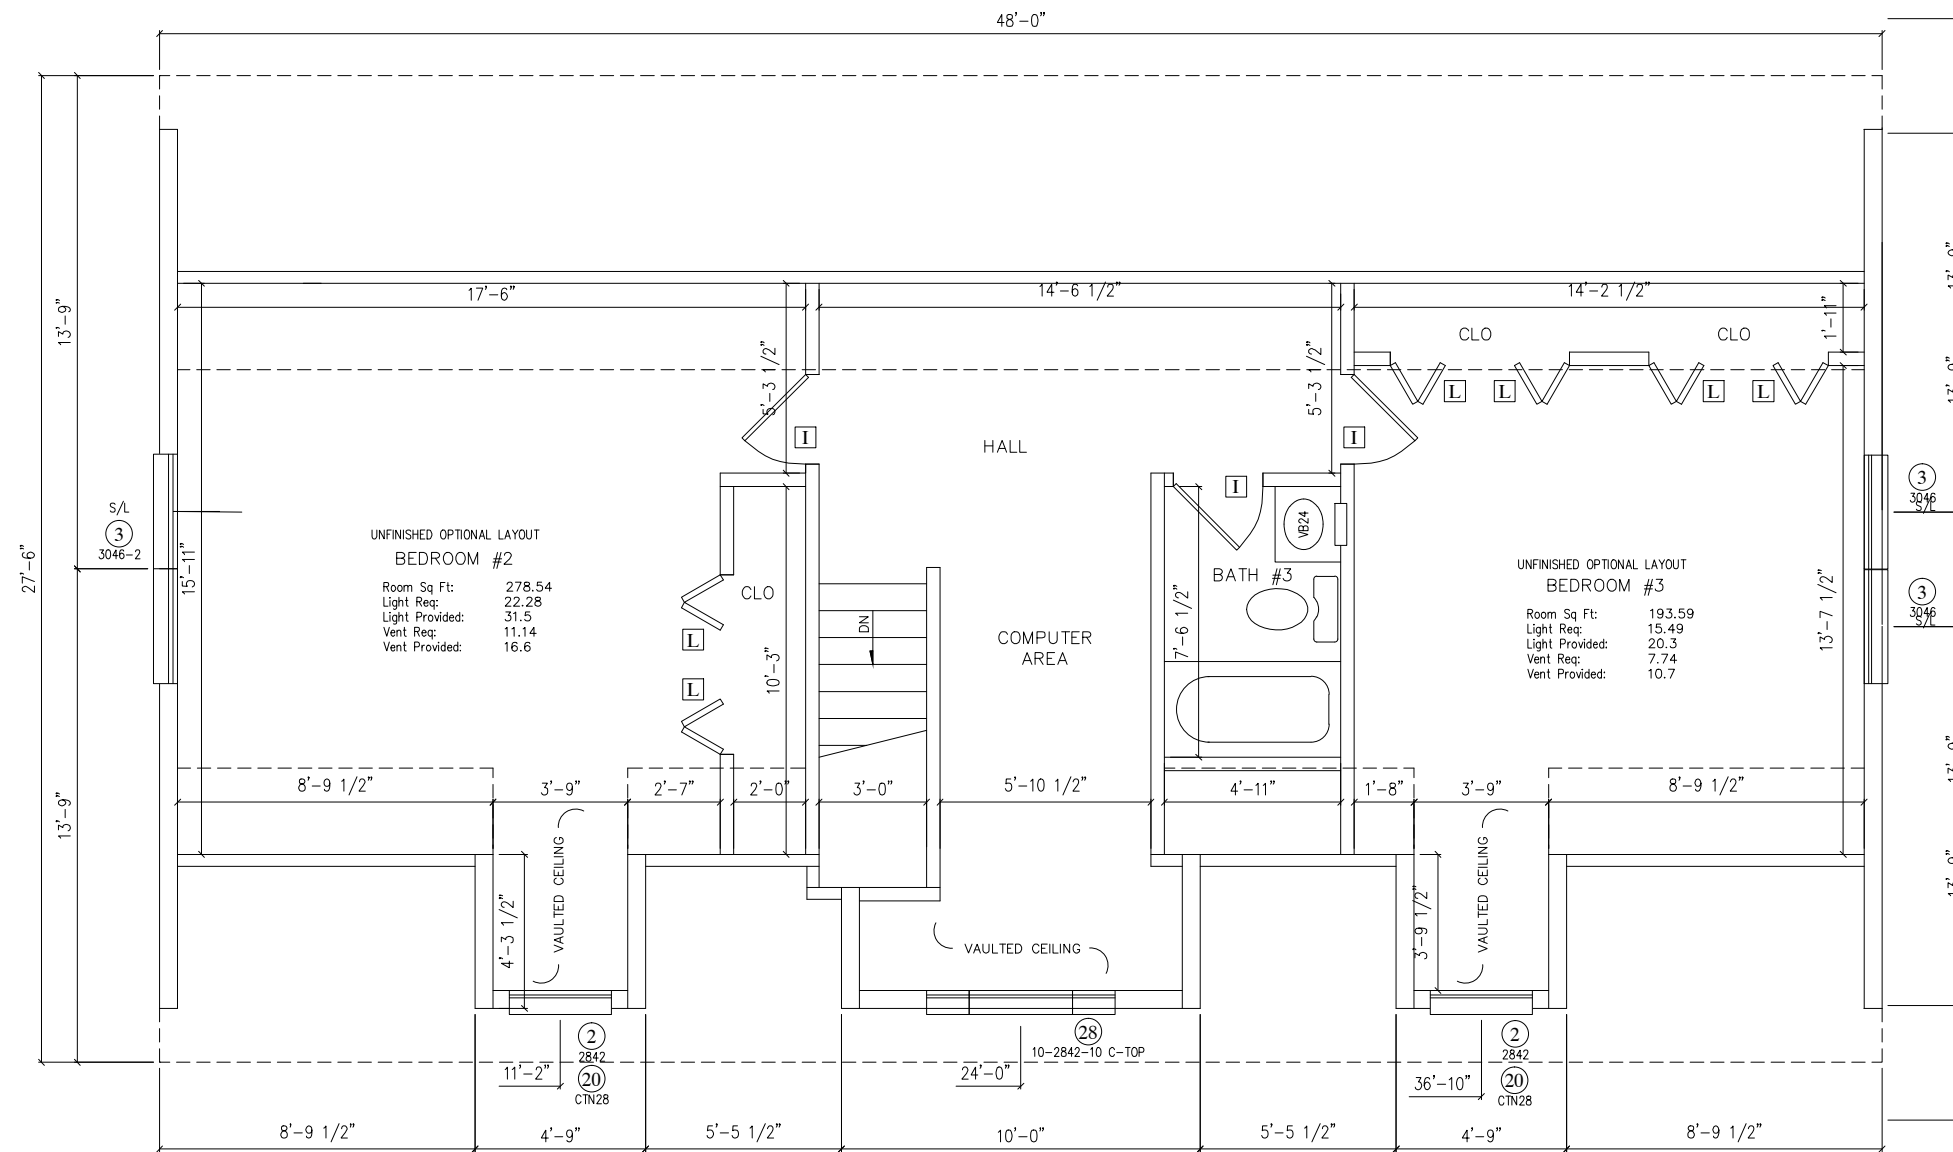 48'-0"
17'-6"
14'-6 1/2"
14'-2 1/2"
13'-9"
27'-6"
13'-9"
15'-11"
5'-3 1/2"
5'-3 1/2"
1'-11"
CLO
CLO
L
L
L
L
I
I
I
HALL
S/L
3
3046-2
UNFINISHED OPTIONAL LAYOUT
BEDROOM #2
Room Sq Ft: 278.54
Light Req: 22.28
Light Provided: 31.5
Vent Req: 11.14
Vent Provided: 16.6
CLO
L
L
10'-3"
DN
COMPUTER
AREA
VB24
BATH #3
7'-6 1/2"
UNFINISHED OPTIONAL LAYOUT
BEDROOM #3
Room Sq Ft: 193.59
Light Req: 15.49
Light Provided: 20.3
Vent Req: 7.74
Vent Provided: 10.7
13'-7 1/2"
3
3046
S/L
3
3046
S/L
8'-9 1/2"
3'-9"
2'-7"
2'-0"
3'-0"
5'-10 1/2"
4'-11"
1'-8"
3'-9"
8'-9 1/2"
4'-3 1/2"
VAULTED CEILING
VAULTED CEILING
3'-9 1/2"
VAULTED CEILING
2
2842
20
CTN28
11'-2"
28
10-2842-10 C-TOP
24'-0"
2
2842
20
CTN28
36'-10"
8'-9 1/2"
4'-9"
5'-5 1/2"
10'-0"
5'-5 1/2"
4'-9"
8'-9 1/2"